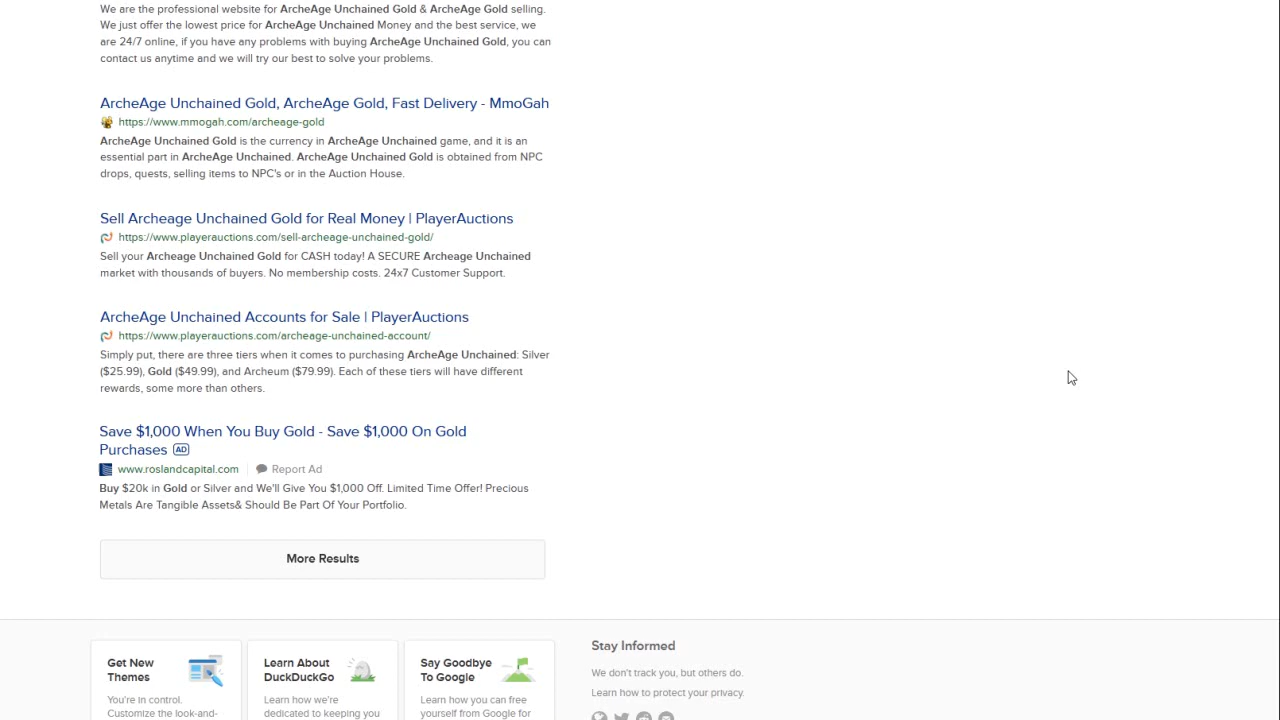 We are the professional website for ArcheAge Unchained Gold & ArcheAge Gold selling.
We just offer the lowest price for ArcheAge Unchained Money and the best service, we
are 24/7 online, if you have any problems with buying ArcheAge Unchained Gold, you can
contact us anytime and we will try our best to solve your problems.
ArcheAge Unchained Gold, ArcheAge Gold, Fast Delivery - MmoGah
https://www.mmogah.com/archeage-gold
ArcheAge Unchained Gold is the currency in ArcheAge Unchained game, and it is an
essential part in ArcheAge Unchained. ArcheAge Unchained Gold is obtained from NPC
drops, quests, selling items to NPC's or in the Auction House.
Sell Archeage Unchained Gold for Real Money | PlayerAuctions
https://www.playerauctions.com/sell-archeage-unchained-gold/
Sell your Archeage Unchained Gold for CASH today! A SECURE Archeage Unchained
market with thousands of buyers. No membership costs. 24x7 Customer Support.
ArcheAge Unchained Accounts for Sale | PlayerAuctions
https://www.playerauctions.com/archeage-unchained-account/
Simply put, there are three tiers when it comes to purchasing ArcheAge Unchained: Silver
($25.99), Gold ($49.99), and Archeum ($79.99). Each of these tiers will have different
rewards, some more than others.
Save $1,000 When You Buy Gold - Save $1,000 On Gold
Purchases AD
www.roslandcapital.com Report Ad
Buy $20k in Gold or Silver and We'll Give You $1,000 Off. Limited Time Offer! Precious
Metals Are Tangible Assets& Should Be Part Of Your Portfolio.
More Results
Get New
Themes
You're in control.
Customize the look-and-
Learn About
DuckDuckGo
Learn how we're
dedicated to keeping you
Say Goodbye
To Google
Learn how you can free
yourself from Google for
Stay Informed
We don't track you, but others do.
Learn how to protect your privacy.